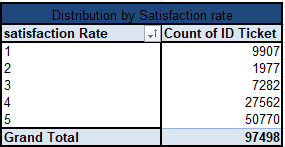 Distribution by Satisfaction rate
satisfaction Rate Count of ID Ticket
1 9907
2 1977
3 7282
4 27562
5 50770
Grand Total 97498